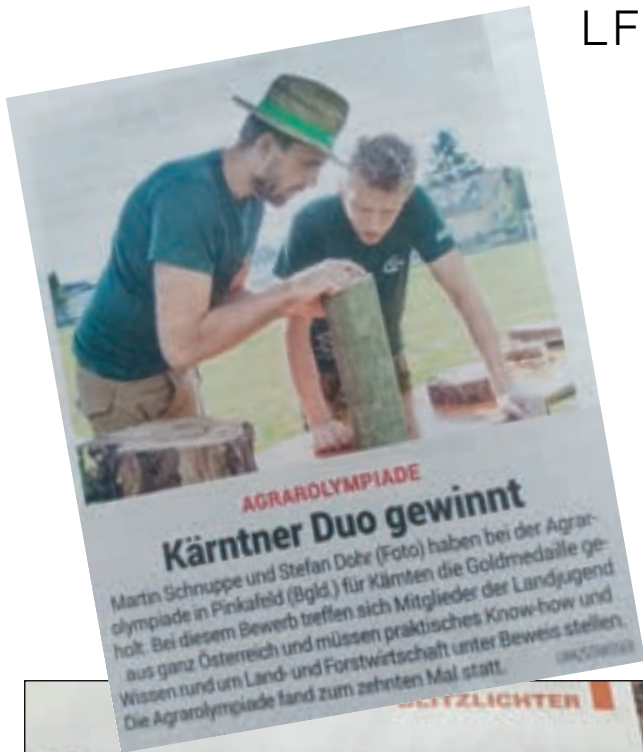 LF
AGRAROLYMPIADE
Kärntner Duo gewinnt
Martin Schnuppe und Stefan Dohr (Foto) haben bei der Agrar-
olympiade in Pinkafeld (Bgld.) für Kärnten die Goldmedaille ge-
holt. Bei diesem Bewerb treffen sich Mitglieder der Landjugend
aus ganz Österreich und müssen praktisches Know-how und
Wissen rund um Land- und Forstwirtschaft unter Beweis stellen.
Die Agrarolympiade fand zum zehnten Mal statt.
BLITZLICHTER